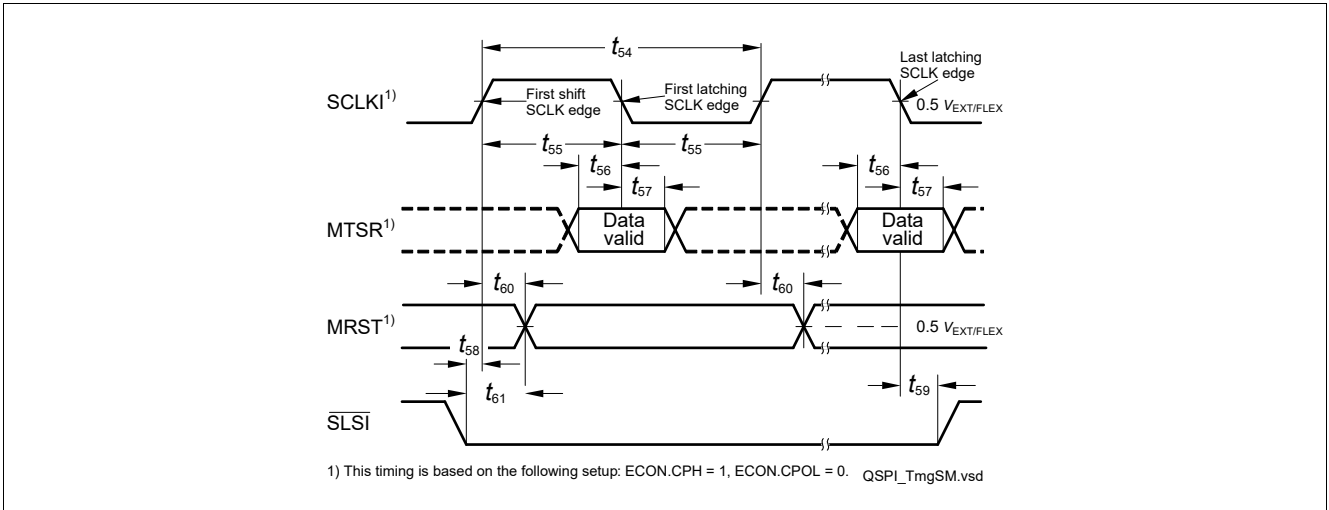 t54
SCLKI1)
First shift
SCLK edge
First latching
SCLK edge
Last latching
SCLK edge
0.5 VEXT/FLEX
t55
t55
t56
t57
t56
t57
MTSR1)
Data
valid
Data
valid
t60
t60
MRST1)
0.5 VEXT/FLEX
t58
t61
t59
SLSI
1) This timing is based on the following setup: ECON.CPH = 1, ECON.CPOL = 0.
QSPI_TmgSM.vsd